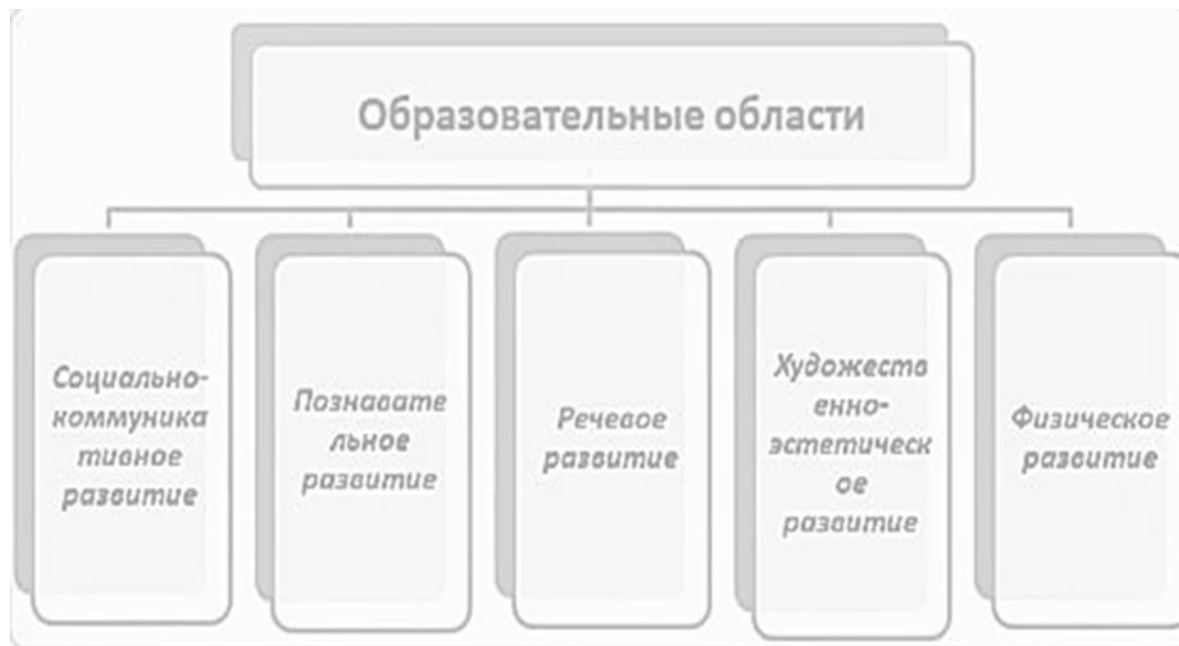 Образовательные области
Социально-
коммуника
тивное
развитие
Познавате
льное
развитие
Речевое
развитие
Художеств
енно-
эстетическ
ое
развитие
Физическое
развитие